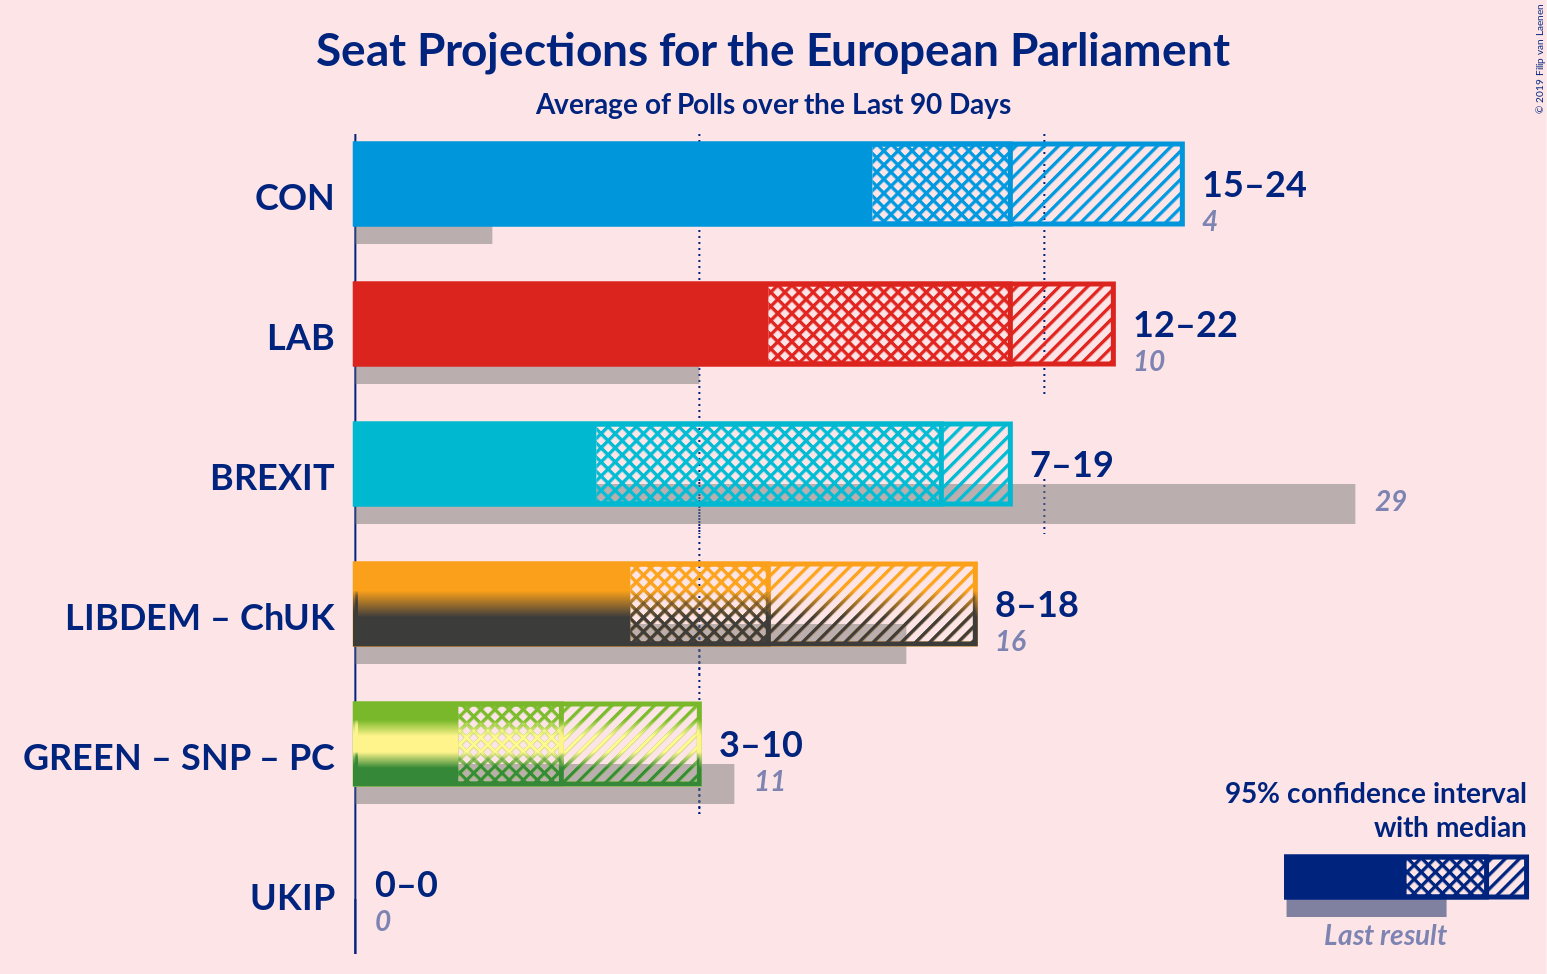 Seat Projections for the European Parliament
Average of Polls over the Last 90 Days
© 2019 Filip van Laenen
CON
15–24
4
LAB
12–22
10
BREXIT
7–19
29
LIBDEM – ChUK
8–18
16
GREEN – SNP – PC
3–10
11
UKIP
0–0
0
95% confidence interval
with median
Last result